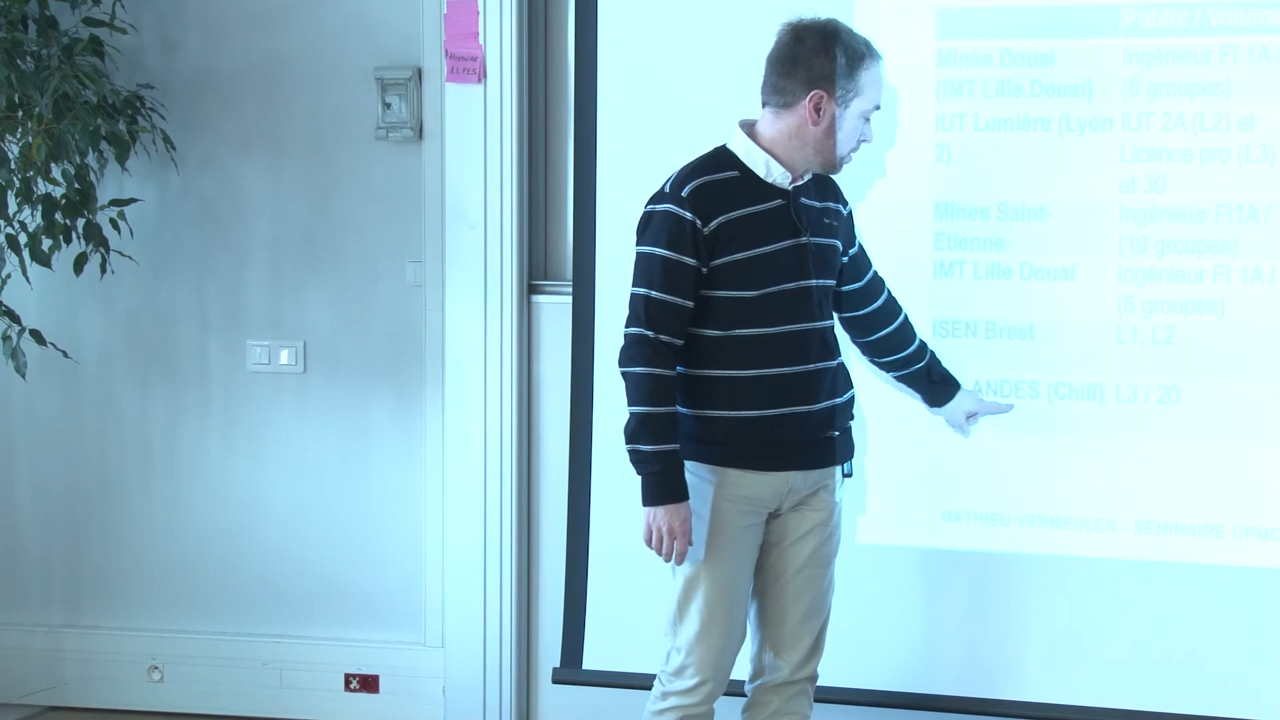 HISTOIRE
ALPES
Public / Volume
Mines Douai
(IMT Lille Douai)
Ingénieur FI 1A /
(6 groupes)
IUT Lumière (Lyon
2)
IUT 2A (L2) et
Licence pro (L3)
et 30
Mines Saint-
Etienne
Ingénieur FI1A /
(10 groupes)
IMT Lille Douai
Ingénieur FI 1A /
(6 groupes)
ISEN Brest
L1, L2
ANDES (Chili)
L3 / 20
MATHIEU VERMEULEN - SÉMINAIRE UPMC